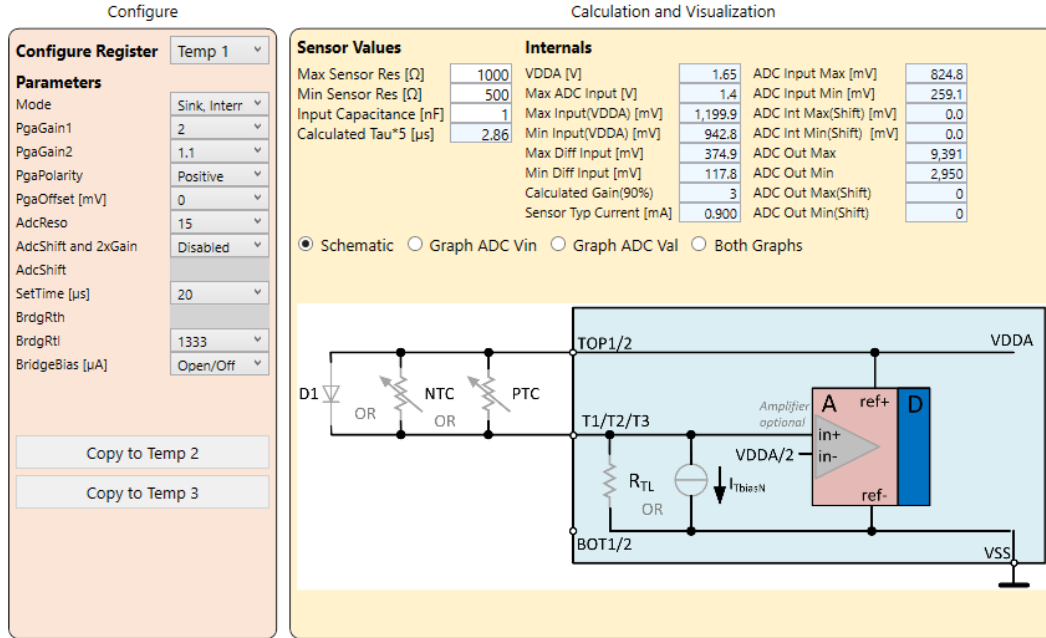 Configure
Calculation and Visualization
Configure Register Temp 1
Parameters
Mode Sink, Interr
PgaGain1 2
PgaGain2 1.1
PgaPolarity Positive
PgaOffset [mV] 0
AdcReso 15
AdcShift and 2xGain Disabled
AdcShift
SetTime [µs] 20
BrdgRth
BrdgRtl 1333
BridgeBias [µA] Open/Off
Copy to Temp 2
Copy to Temp 3
Sensor Values
Max Sensor Res [Ω] 1000
Min Sensor Res [Ω] 500
Input Capacitance [nF] 1
Calculated Tau*5 [µs] 2.86
Internals
VDDA [V] 1.65 ADC Input Max [mV] 824.8
Max ADC Input [V] 1.4 ADC Input Min [mV] 259.1
Max Input(VDDA) [mV] 1,199.9 ADC Int Max(Shift) [mV] 0.0
Min Input(VDDA) [mV] 942.8 ADC Int Min(Shift) [mV] 0.0
Max Diff Input [mV] 374.9 ADC Out Max 9,391
Min Diff Input [mV] 117.8 ADC Out Min 2,950
Calculated Gain(90%) 3 ADC Out Max(Shift) 0
Sensor Typ Current [mA] 0.900 ADC Out Min(Shift) 0
Schematic Graph ADC Vin Graph ADC Val Both Graphs
TOP1/2 VDDA
D1 NTC PTC
OR OR
T1/T2/T3
Amplifier
optional
A ref+ D
in+
VDDA/2 in-
RTL ITbiasN
OR
ref-
BOT1/2
VSS